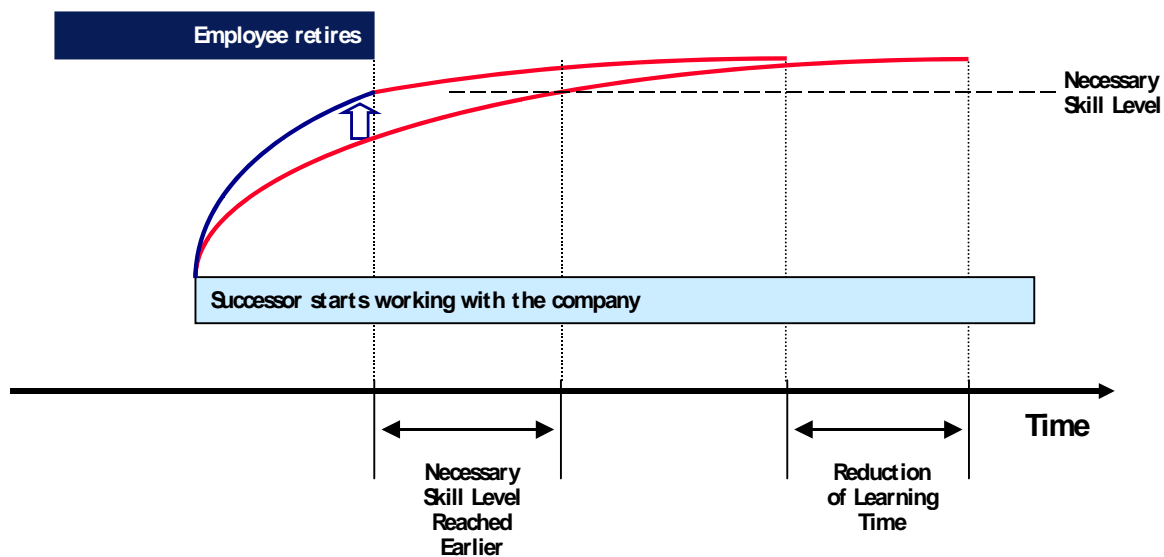 Employee retires
Necessary
Skill Level
Successor starts working with the company
Time
Necessary
Skill Level
Reached
Earlier
Reduction
of Learning
Time